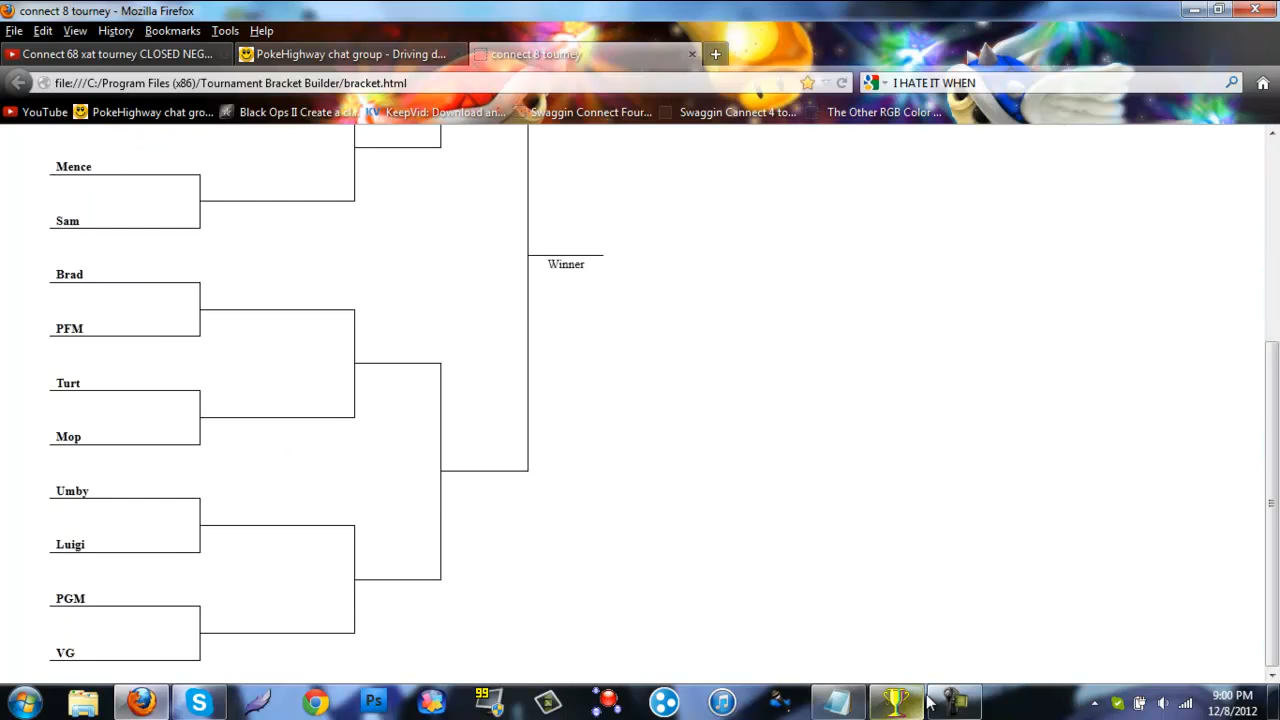 connect 8 tourney - Mozilla Firefox
File Edit View History Bookmarks Tools Help
Connect 68 xat tourney CLOSED NEG... PokeHighway chat group - Driving d... connect 8 tourney
file:///C:/Program Files (x86)/Tournament Bracket Builder/bracket.html I HATE IT WHEN
YouTube PokeHighway chat gro... Black Ops II Create a cl... KeepVid: Download an... Swaggin Connect Four... Swaggin Cannect 4 to... The Other RGB Color ...
Mence
Sam
Brad
Winner
PFM
Turt
Mop
Umby
Luigi
PGM
VG
99
9:00 PM
12/8/2012